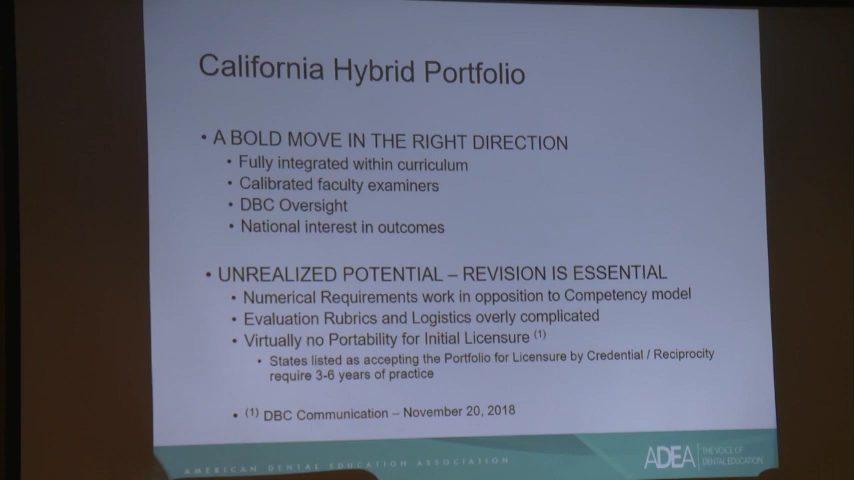 California Hybrid Portfolio
• A BOLD MOVE IN THE RIGHT DIRECTION
• Fully integrated within curriculum
• Calibrated faculty examiners
• DBC Oversight
• National interest in outcomes
• UNREALIZED POTENTIAL – REVISION IS ESSENTIAL
• Numerical Requirements work in opposition to Competency model
• Evaluation Rubrics and Logistics overly complicated
• Virtually no Portability for Initial Licensure (1)
• States listed as accepting the Portfolio for Licensure by Credential / Reciprocity
require 3-6 years of practice
• (1) DBC Communication – November 20, 2018
AMERICAN DENTAL EDUCATION ASSOCIATION
ADEA
THE VOICE OF
DENTAL EDUCATION